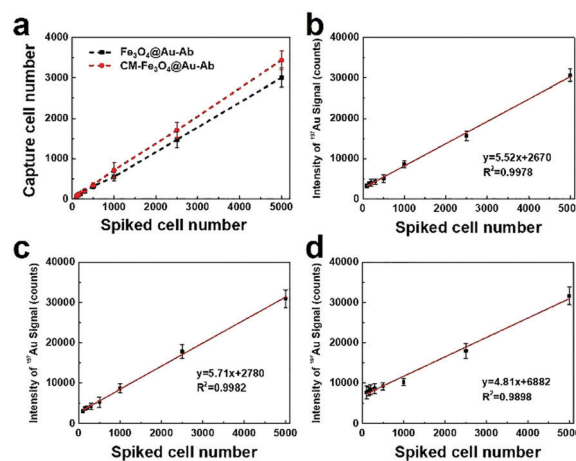 a
Capture cell number
4000
3000
2000
1000
0
Fe₃O₄@Au-Ab
CM-Fe₃O₄@Au-Ab
0 1000 2000 3000 4000 5000
Spiked cell number
b
Intensity of ¹⁹⁷Au Signal (counts)
40000
30000
20000
10000
0
y=5.52x+2670
R²=0.9978
0 1000 2000 3000 4000 5000
Spiked cell number
c
Intensity of ¹⁹⁷Au Signal (counts)
40000
30000
20000
10000
0
y=5.71x+2780
R²=0.9982
0 1000 2000 3000 4000 5000
Spiked cell number
d
Intensity of ¹⁹⁷Au Signal (counts)
40000
30000
20000
10000
0
y=4.81x+6882
R²=0.9898
0 1000 2000 3000 4000 5000
Spiked cell number